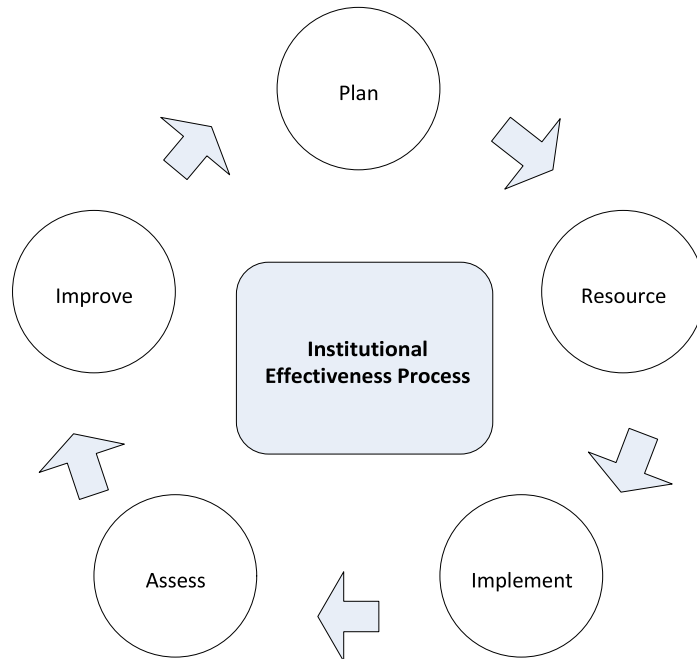 Plan
Improve
Resource
Institutional
Effectiveness Process
Assess
Implement